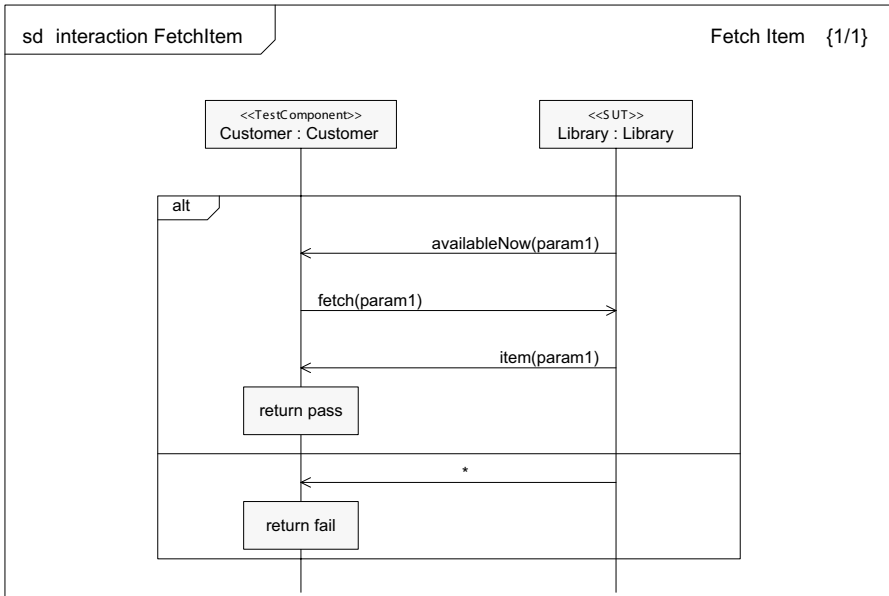 sd interaction FetchItem
Fetch Item {1/1}
<<TestComponent>>
Customer : Customer
<<SUT>>
Library : Library
alt
availableNow(param1)
fetch(param1)
item(param1)
return pass
*
return fail